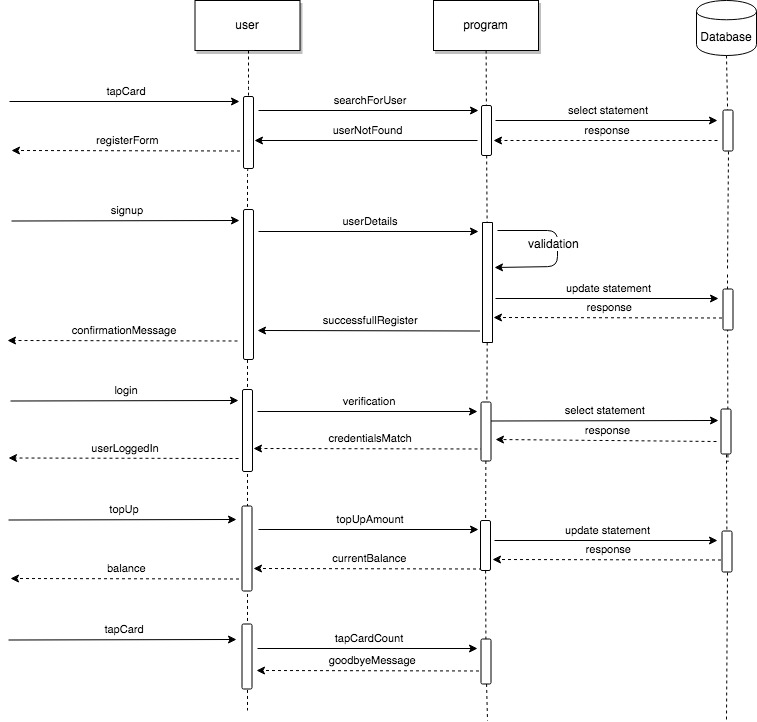 user
program
Database
tapCard
searchForUser
select statement
userNotFound
response
registerForm
signup
userDetails
validation
update statement
response
successfullRegister
confirmationMessage
login
verification
select statement
response
credentialsMatch
userLoggedIn
topUp
topUpAmount
update statement
response
currentBalance
balance
tapCard
tapCardCount
goodbyeMessage